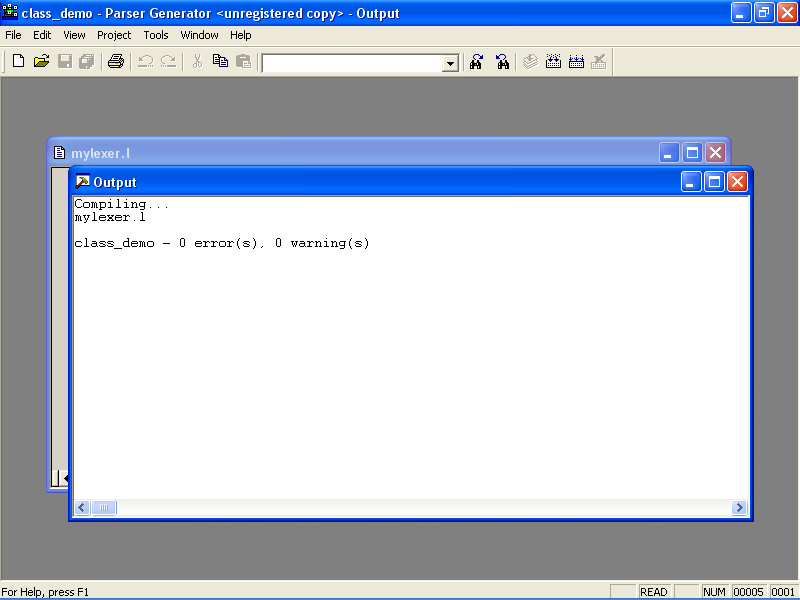 class_demo - Parser Generator <unregistered copy> - Output
File Edit View Project Tools Window Help
mylexer.l
Output
Compiling...
mylexer.l
class_demo - 0 error(s), 0 warning(s)
For Help, press F1 READ NUM 00005 0001